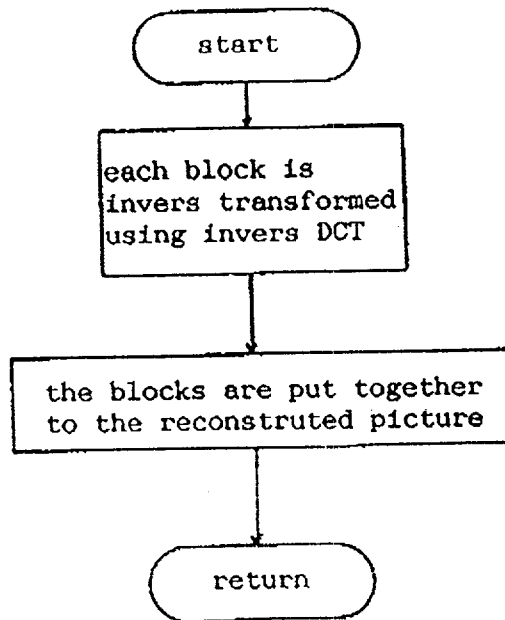 start
each block is
invers transformed
using invers DCT
the blocks are put together
to the reconstruted picture
return